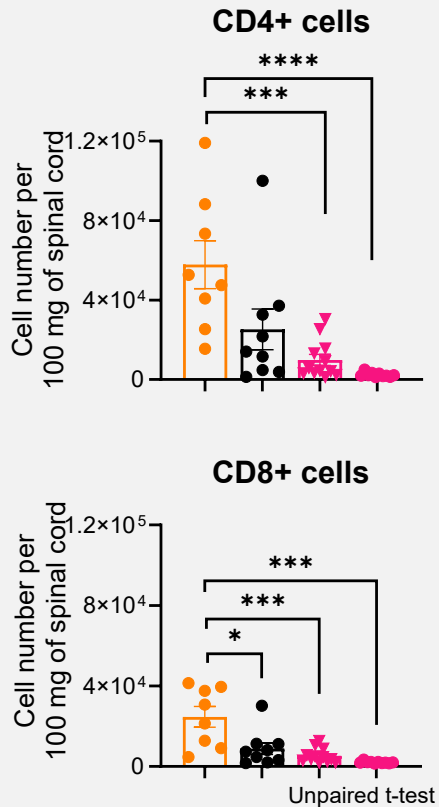 CD4+ cells
****
***
Cell number per
100 mg of spinal cord
1.2×10⁵
8×10⁴
4×10⁴
0
CD8+ cells
***
***
*
Cell number per
100 mg of spinal cord
1.2×10⁵
8×10⁴
4×10⁴
0
Unpaired t-test